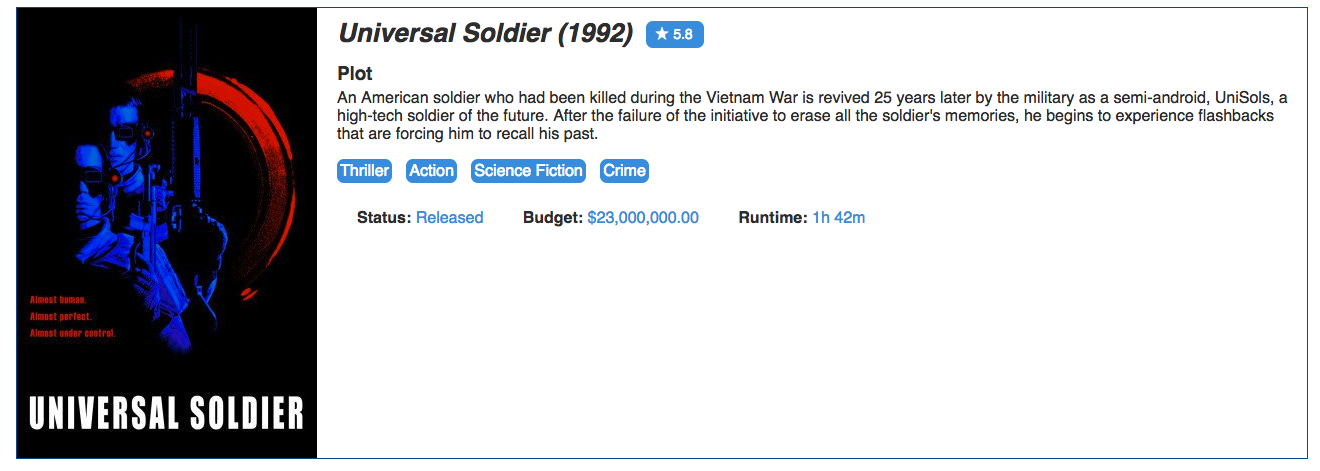 Universal Soldier (1992) ★ 5.8
Plot
An American soldier who had been killed during the Vietnam War is revived 25 years later by the military as a semi-android, UniSols, a
high-tech soldier of the future. After the failure of the initiative to erase all the soldier's memories, he begins to experience flashbacks
that are forcing him to recall his past.
Thriller Action Science Fiction Crime
Status: Released Budget: $23,000,000.00 Runtime: 1h 42m
Almost human.
Almost perfect.
Almost under control.
UNIVERSAL SOLDIER